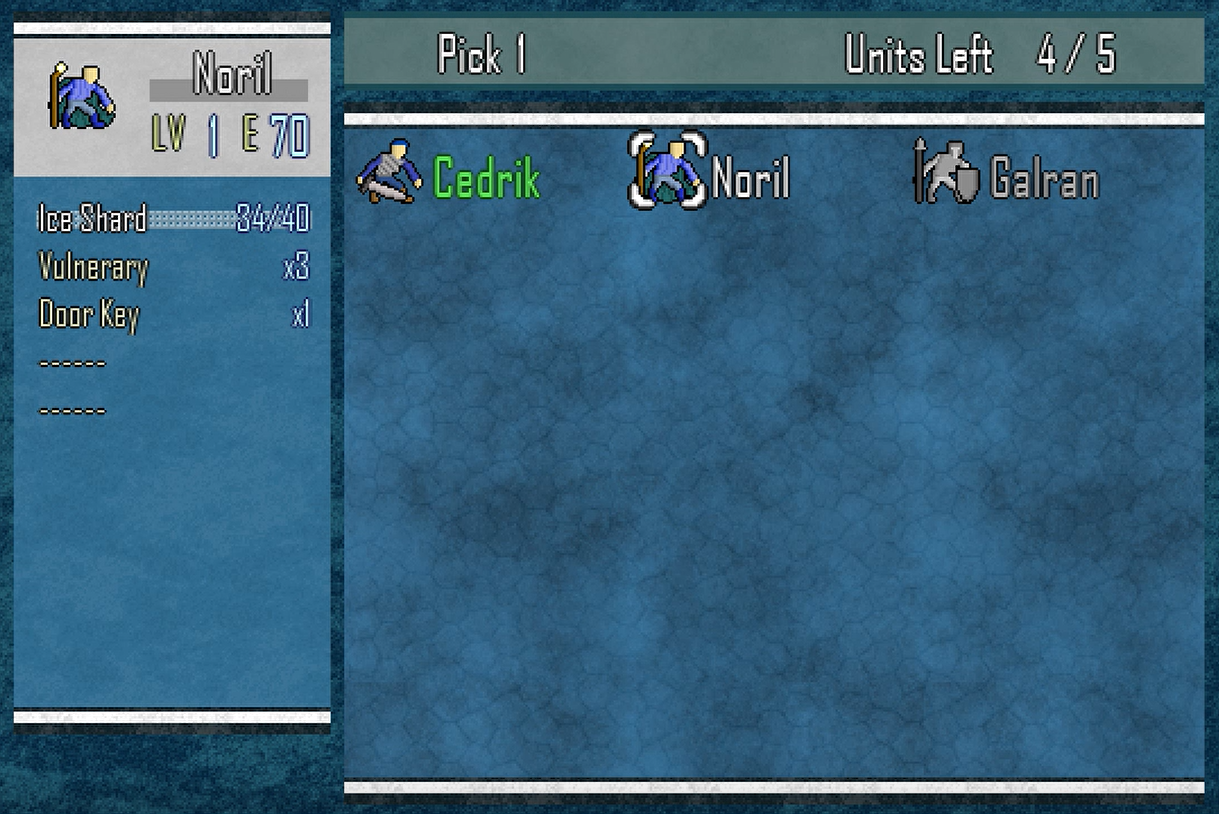 Noril
LV 1 E 70
Ice Shard 34/40
Vulnerary x3
Door Key x1
------
------
Pick 1 Units Left 4 / 5
Cedrik Noril Galran